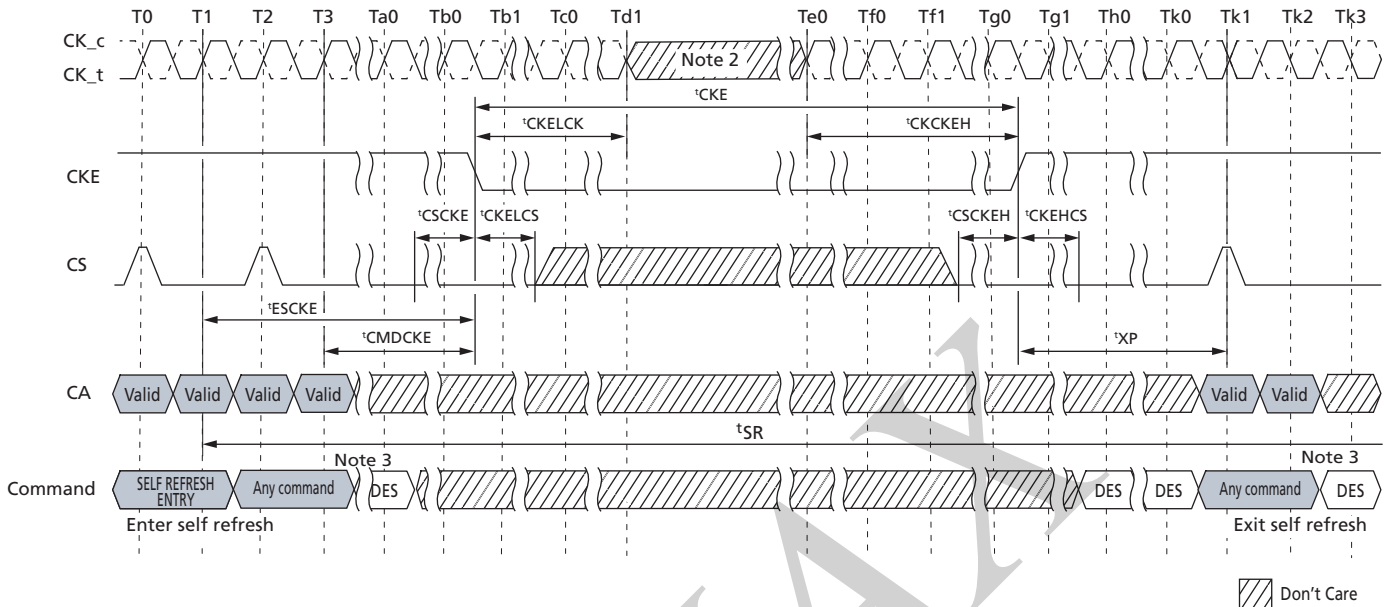 T0 T1 T2 T3 Ta0 Tb0 Tb1 Tc0 Td1 Te0 Tf0 Tf1 Tg0 Tg1 Th0 Tk0 Tk1 Tk2 Tk3
CK_c
CK_t
Note 2
tCKE
tCKELCK tCKCKEH
CKE
tCSCKE tCKELCS tCSCKEH tCKEHCS
CS
tESCKE
tCMDCKE tXP
CA Valid Valid Valid Valid Valid Valid
tSR
Note 3 Note 3
Command SELF REFRESH ENTRY Any command DES DES DES Any command DES
Enter self refresh Exit self refresh
Don't Care